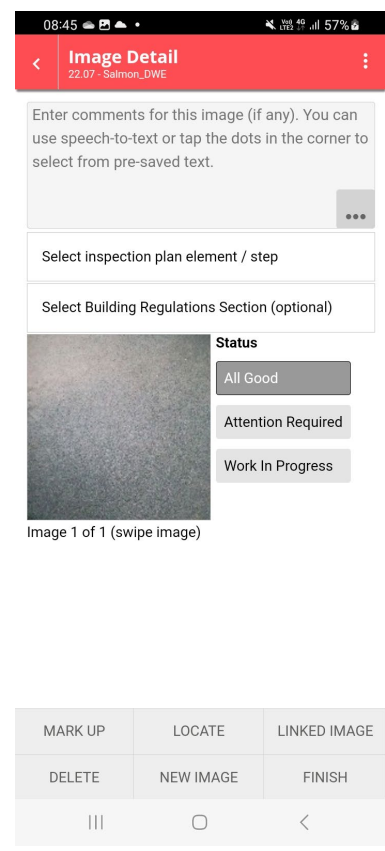 08:45
57%
Image Detail
22.07 - Salmon_DWE
Enter comments for this image (if any). You can
use speech-to-text or tap the dots in the corner to
select from pre-saved text.
Select inspection plan element / step
Select Building Regulations Section (optional)
Status
All Good
Attention Required
Work In Progress
Image 1 of 1 (swipe image)
MARK UP LOCATE LINKED IMAGE
DELETE NEW IMAGE FINISH